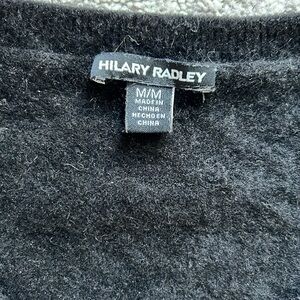 HILARY RADLEY
M/M
MADE IN
CHINA
HECHO EN
CHINA